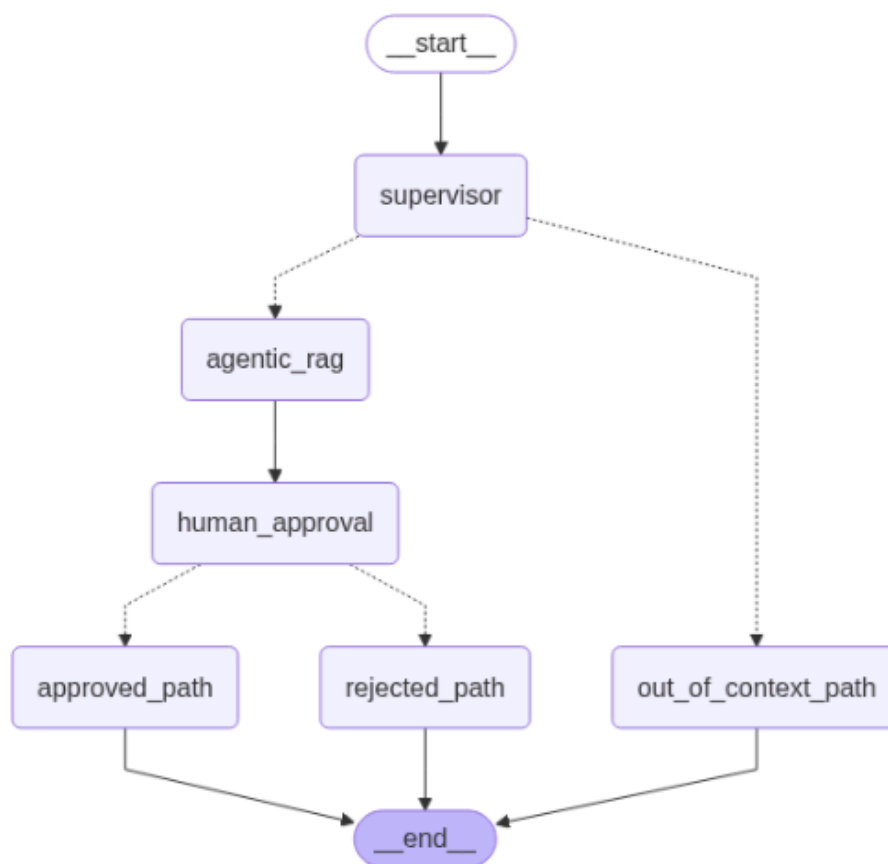 __start__
supervisor
agentic_rag
human_approval
approved_path
rejected_path
out_of_context_path
__end__